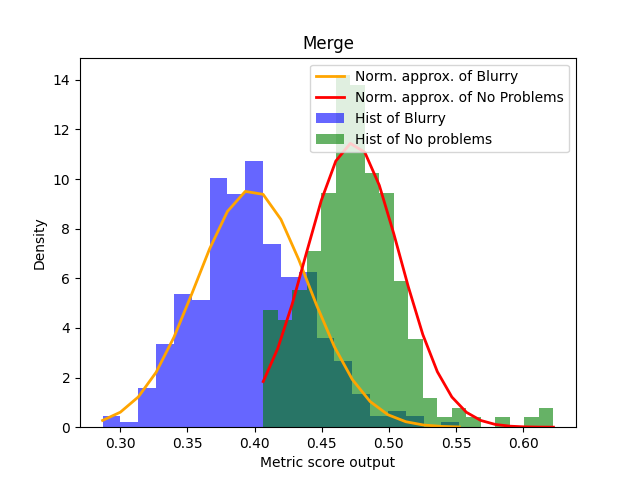 Merge
Norm. approx. of Blurry
Norm. approx. of No Problems
Hist of Blurry
Hist of No problems
Density
14
12
10
8
6
4
2
0
0.30 0.35 0.40 0.45 0.50 0.55 0.60
Metric score output